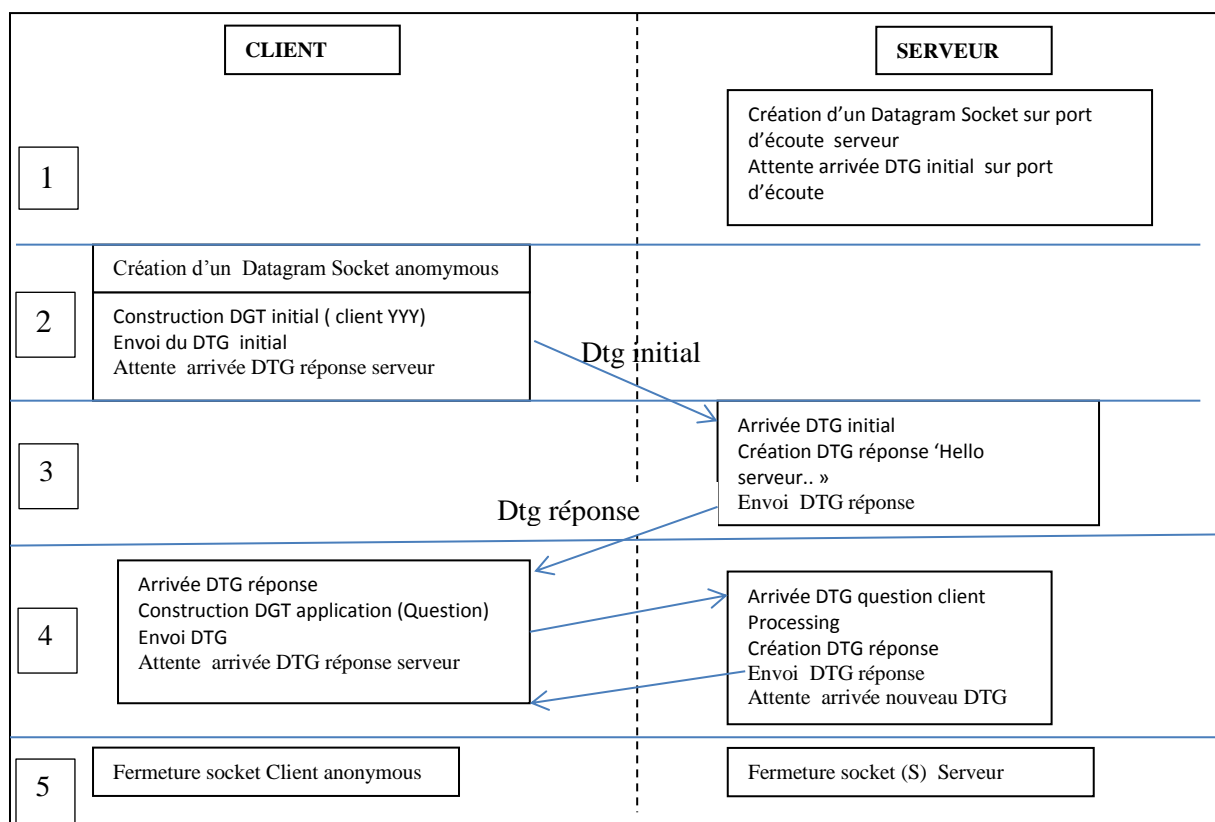 CLIENT
SERVEUR
1
Création d'un Datagram Socket sur port
d'écoute serveur
Attente arrivée DTG initial sur port
d'écoute
2
Création d'un Datagram Socket anomymous
Construction DGT initial ( client YYY)
Envoi du DTG initial
Attente arrivée DTG réponse serveur
Dtg initial
3
Arrivée DTG initial
Création DTG réponse ‘Hello
serveur.. »
Envoi DTG réponse
Dtg réponse
4
Arrivée DTG réponse
Construction DGT application (Question)
Envoi DTG
Attente arrivée DTG réponse serveur
Arrivée DTG question client
Processing
Création DTG réponse
Envoi DTG réponse
Attente arrivée nouveau DTG
5
Fermeture socket Client anonymous
Fermeture socket (S) Serveur